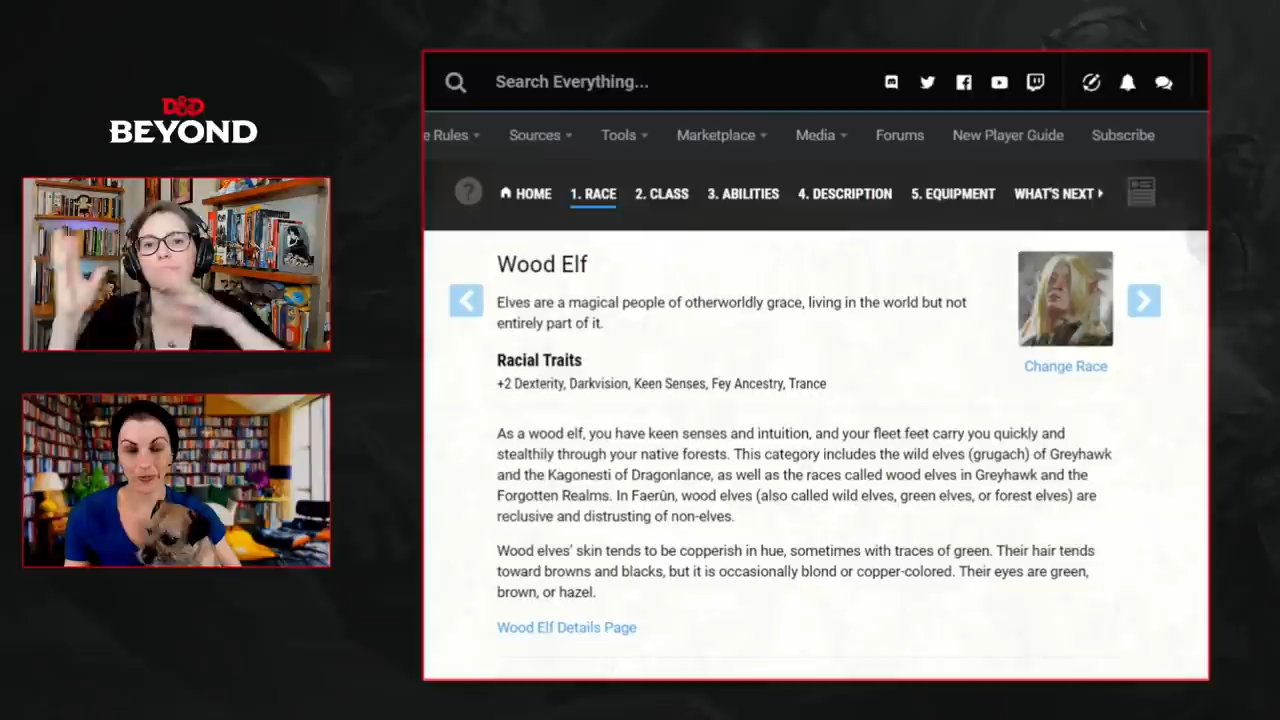 D&D
BEYOND
Search Everything...
e Rules
Sources
Tools
Marketplace
Media
Forums
New Player Guide
Subscribe
?
HOME
1. RACE
2. CLASS
3. ABILITIES
4. DESCRIPTION
5. EQUIPMENT
WHAT'S NEXT
Wood Elf
Elves are a magical people of otherworldly grace, living in the world but not
entirely part of it.
Change Race
Racial Traits
+2 Dexterity, Darkvision, Keen Senses, Fey Ancestry, Trance
As a wood elf, you have keen senses and intuition, and your fleet feet carry you quickly and
stealthily through your native forests. This category includes the wild elves (grugach) of Greyhawk
and the Kagonesti of Dragonlance, as well as the races called wood elves in Greyhawk and the
Forgotten Realms. In Faerûn, wood elves (also called wild elves, green elves, or forest elves) are
reclusive and distrusting of non-elves.
Wood elves' skin tends to be copperish in hue, sometimes with traces of green. Their hair tends
toward browns and blacks, but it is occasionally blond or copper-colored. Their eyes are green,
brown, or hazel.
Wood Elf Details Page